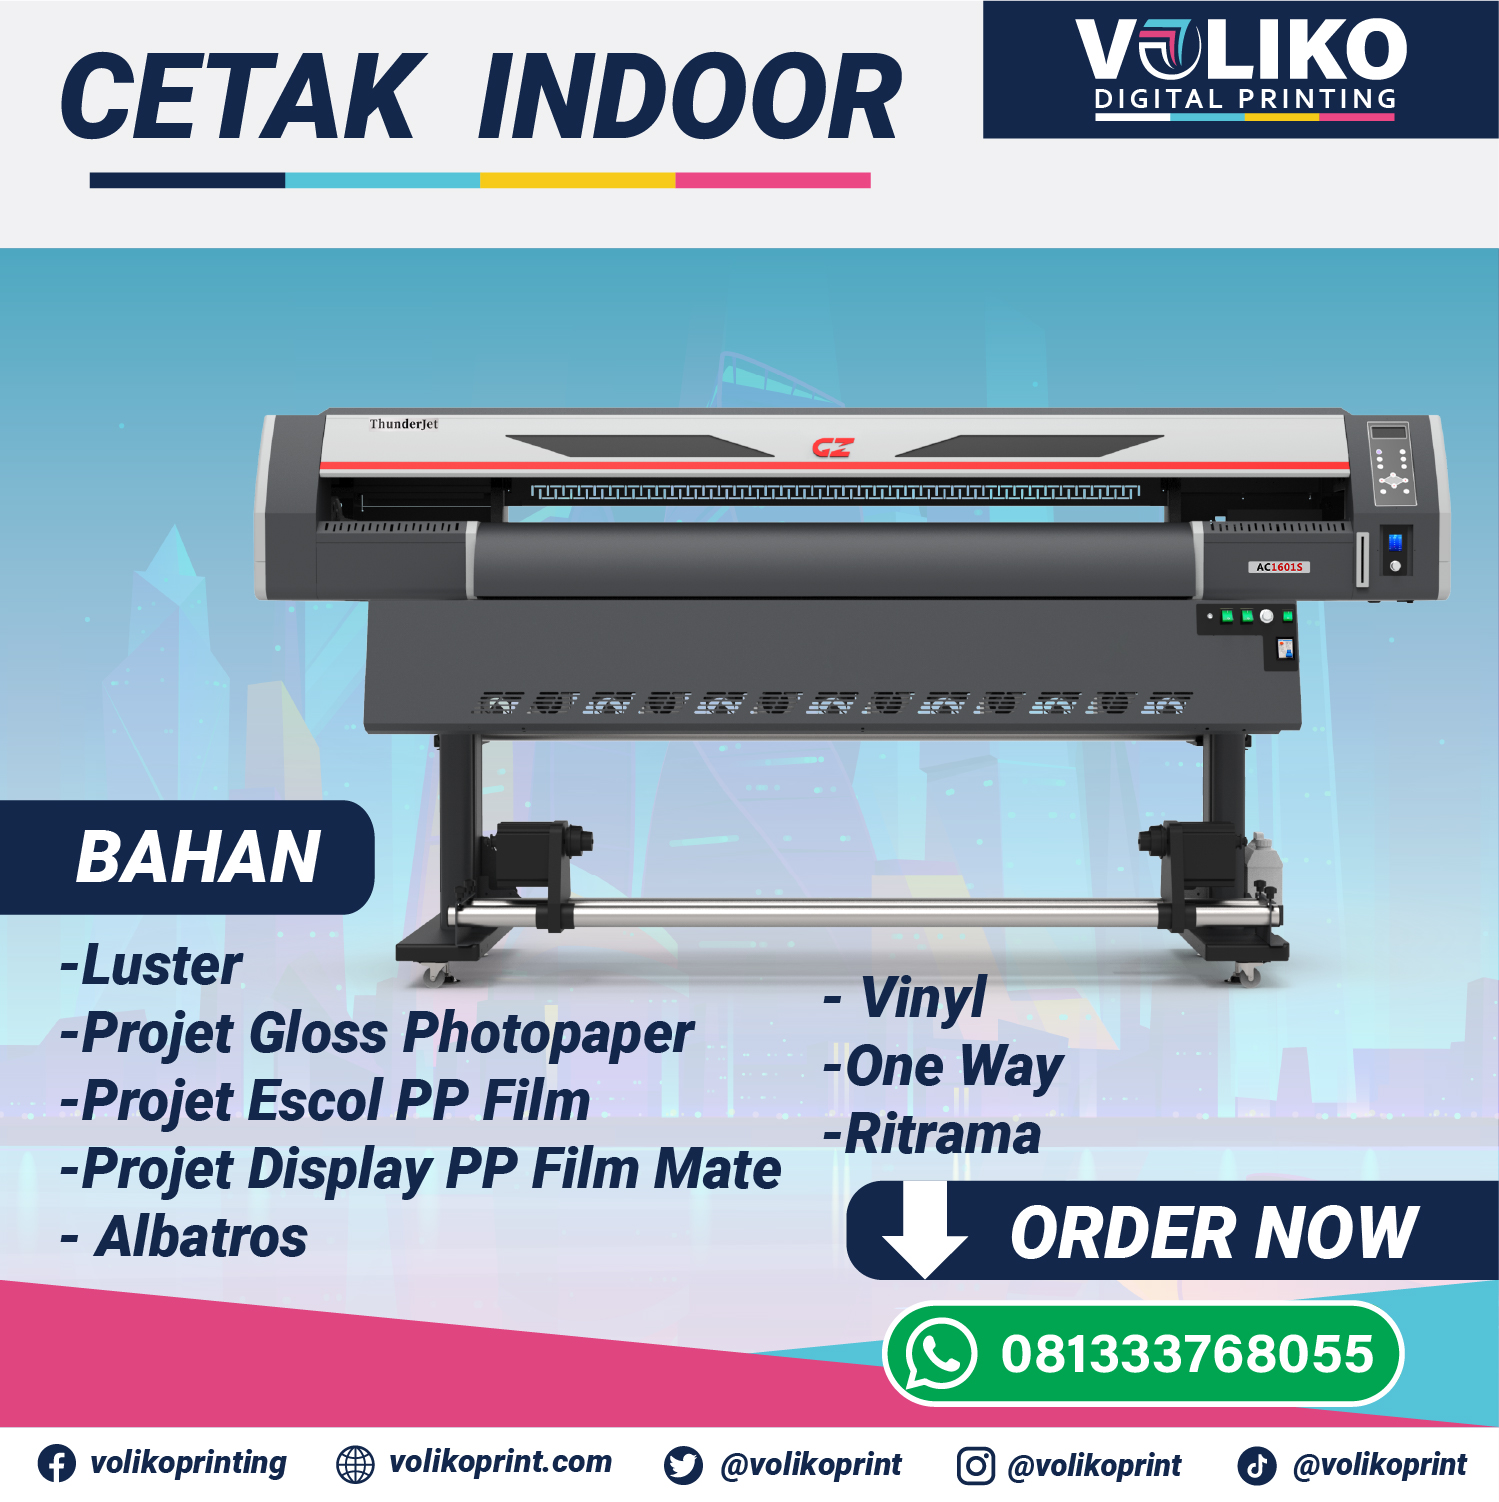 CETAK INDOOR
VOLIKO
DIGITAL PRINTING
ThunderJet
CZ
AC1601S
BAHAN
-Luster
-Projet Gloss Photopaper
-Projet Escol PP Film
-Projet Display PP Film Mate
- Albatros
- Vinyl
-One Way
-Ritrama
ORDER NOW
081333768055
volikoprinting
volikoprint.com
@volikoprint
@volikoprint
@volikoprint